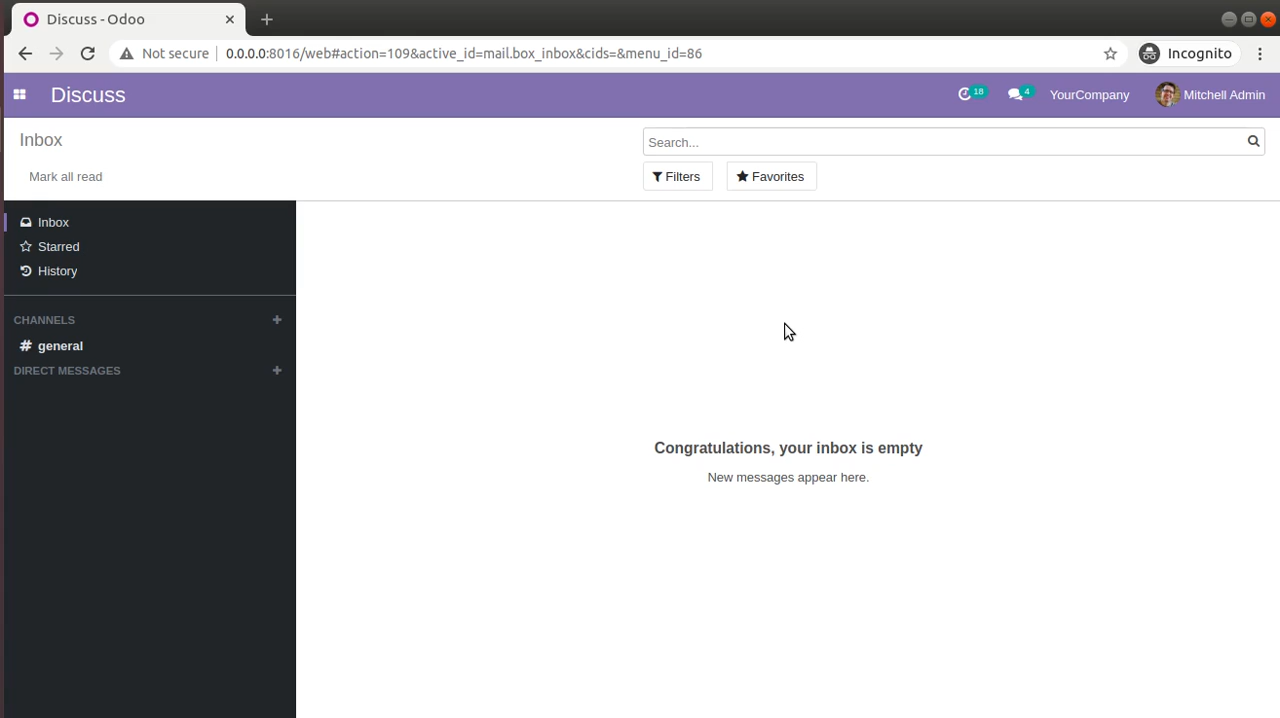 Discuss - Odoo
Not secure
0.0.0.0:8016/web#action=109&active_id=mail.box_inbox&cids=&menu_id=86
Incognito
Discuss
18
4
YourCompany
Mitchell Admin
Inbox
Search...
Mark all read
Filters
Favorites
Inbox
Starred
History
CHANNELS
# general
DIRECT MESSAGES
Congratulations, your inbox is empty
New messages appear here.